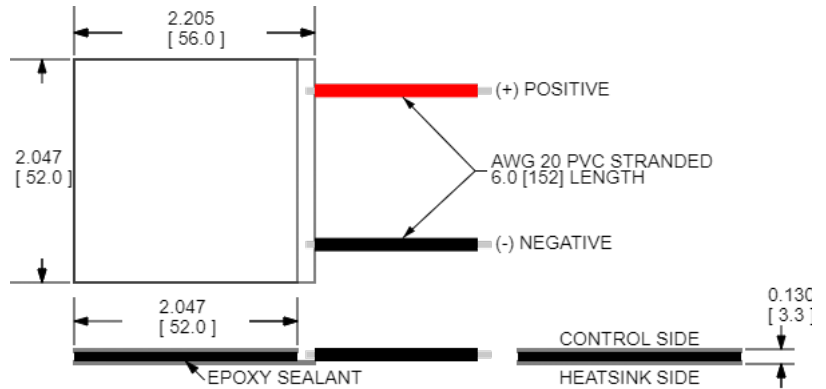 2.205
[ 56.0 ]
(+) POSITIVE
2.047
[ 52.0 ]
AWG 20 PVC STRANDED
6.0 [152] LENGTH
(-) NEGATIVE
2.047
[ 52.0 ]
0.130
[ 3.3 ]
CONTROL SIDE
EPOXY SEALANT
HEATSINK SIDE